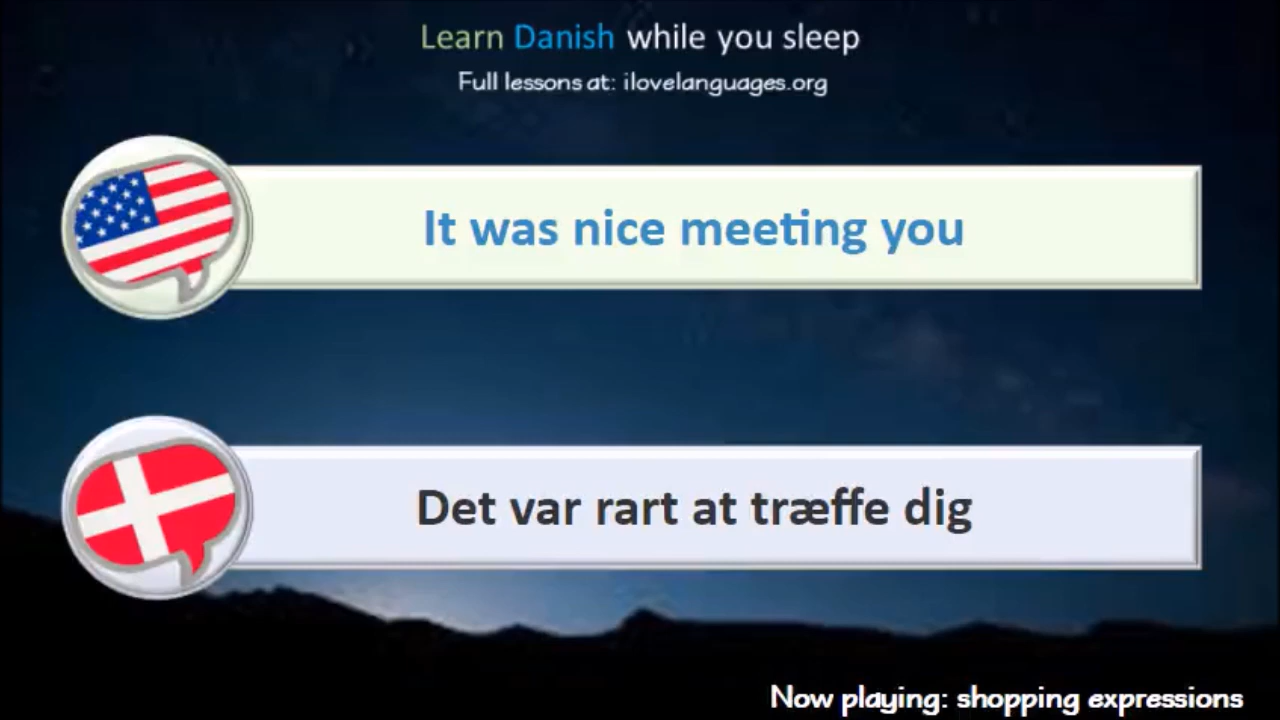 Learn Danish while you sleep
Full lessons at: ilovelanguages.org
It was nice meeting you
Det var rart at træffe dig
Now playing: shopping expressions